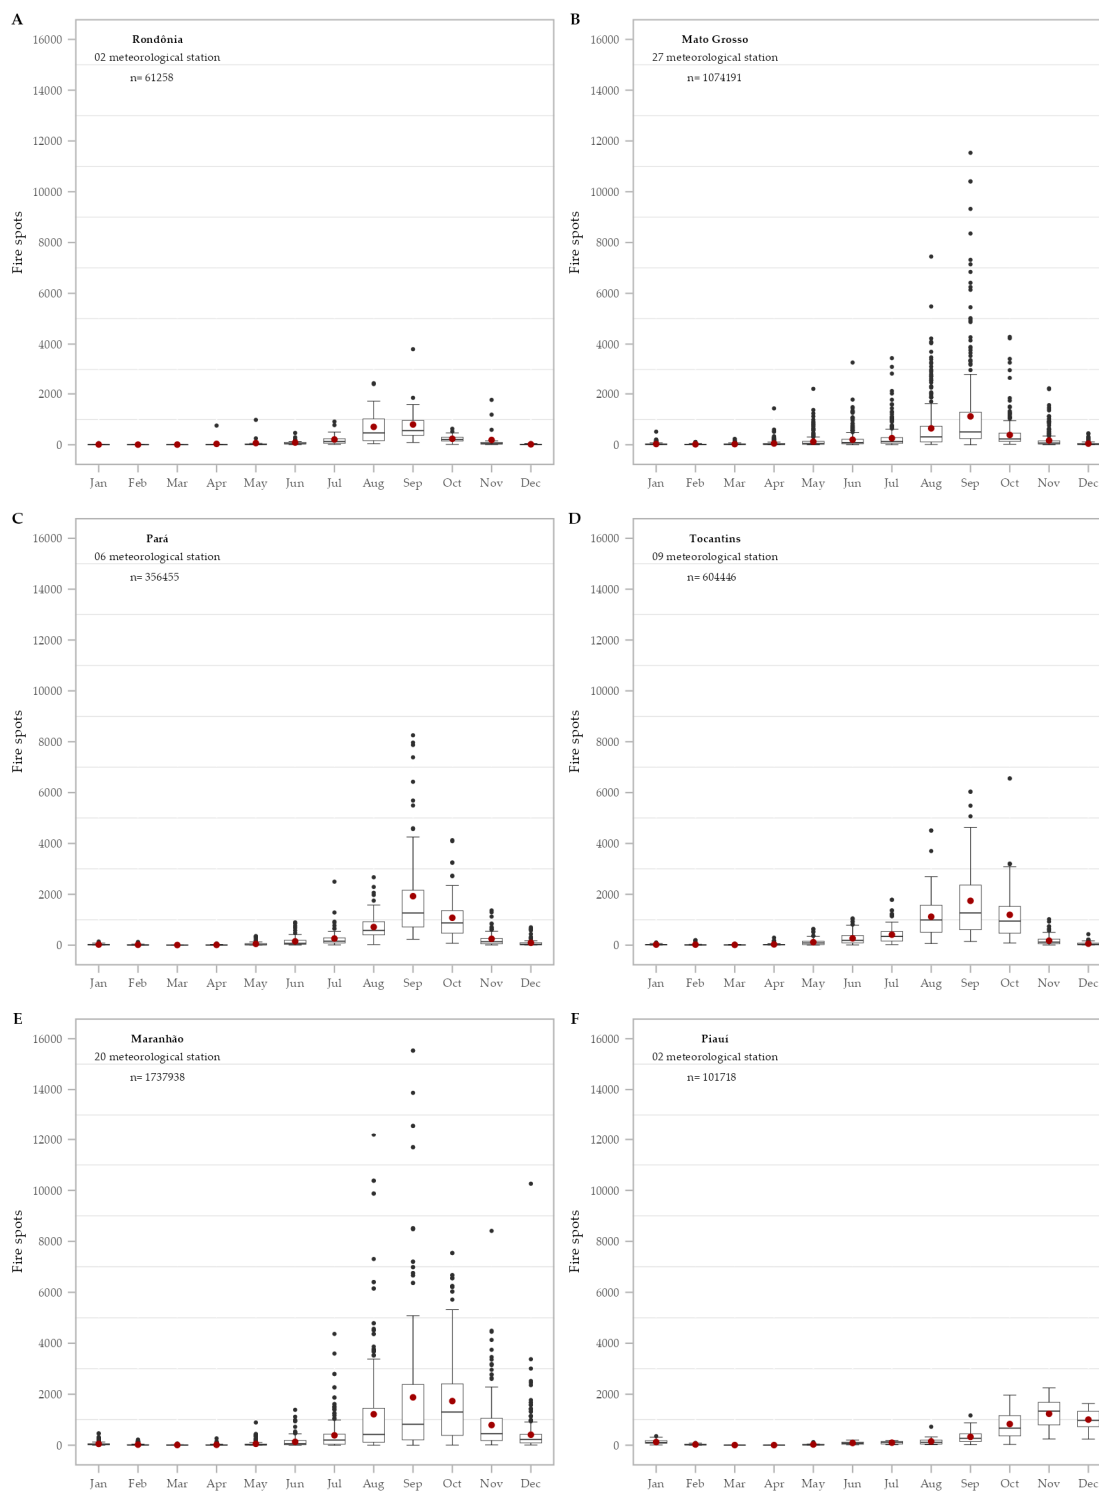 A
Rondônia
02 meteorological station
n= 61258
Fire spots
16000
14000
12000
10000
8000
6000
4000
2000
0
Jan Feb Mar Apr May Jun Jul Aug Sep Oct Nov Dec
B
Mato Grosso
27 meteorological station
n= 1074191
Fire spots
16000
14000
12000
10000
8000
6000
4000
2000
0
Jan Feb Mar Apr May Jun Jul Aug Sep Oct Nov Dec
C
Pará
06 meteorological station
n= 356455
Fire spots
16000
14000
12000
10000
8000
6000
4000
2000
0
Jan Feb Mar Apr May Jun Jul Aug Sep Oct Nov Dec
D
Tocantins
09 meteorological station
n= 604446
Fire spots
16000
14000
12000
10000
8000
6000
4000
2000
0
Jan Feb Mar Apr May Jun Jul Aug Sep Oct Nov Dec
E
Maranhão
20 meteorological station
n= 1737938
Fire spots
16000
14000
12000
10000
8000
6000
4000
2000
0
Jan Feb Mar Apr May Jun Jul Aug Sep Oct Nov Dec
F
Piauí
02 meteorological station
n= 101718
Fire spots
16000
14000
12000
10000
8000
6000
4000
2000
0
Jan Feb Mar Apr May Jun Jul Aug Sep Oct Nov Dec